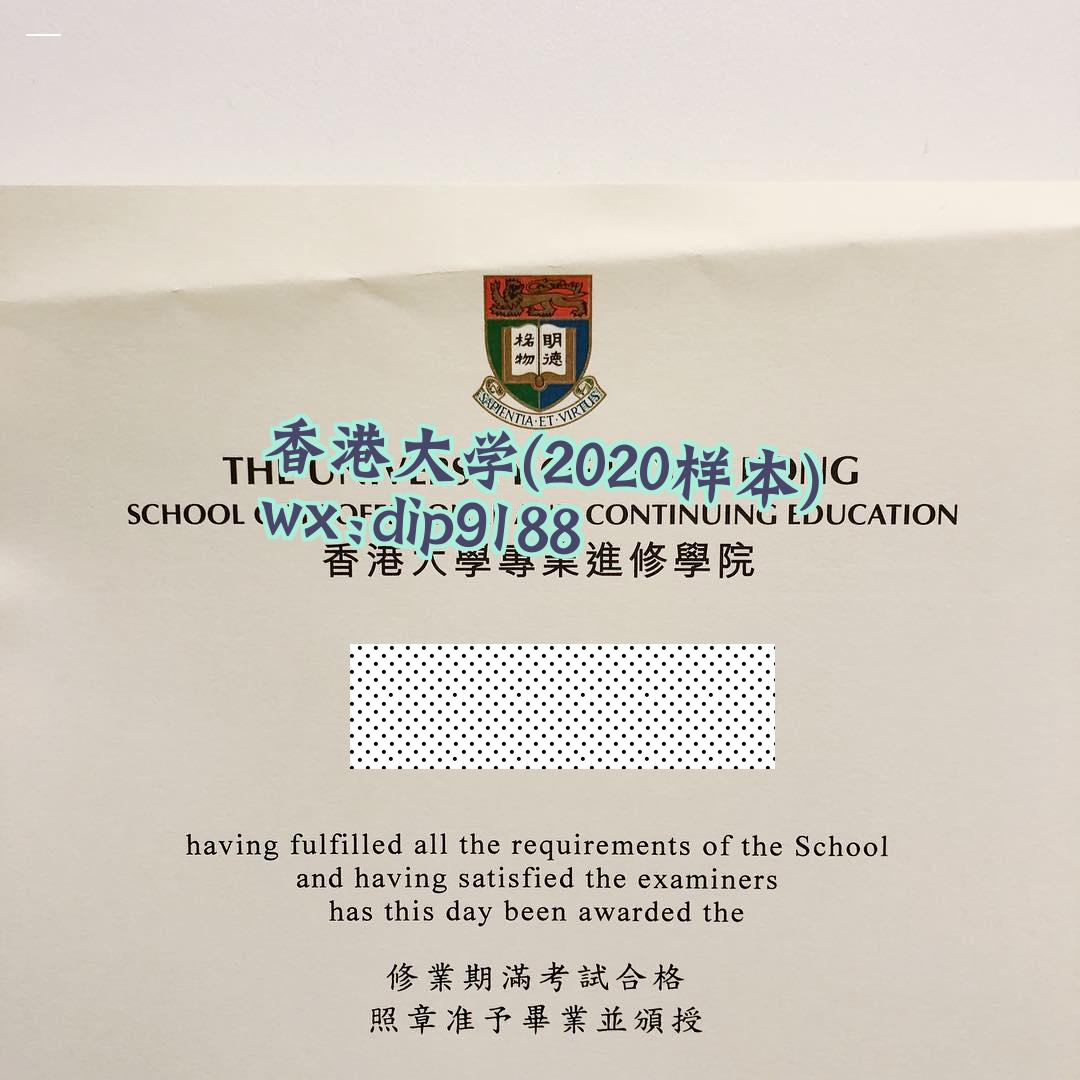 明德
格物
SAPIENTIA·ET·VIRTUS
香港大学(2020样本)
wx:dip9188
THE UNIVERSITY KONG
SCHOOL CONTINUING EDUCATION
香港大學專業進修學院
having fulfilled all the requirements of the School
and having satisfied the examiners
has this day been awarded the
修業期滿考試合格
照章准予畢業並頒授